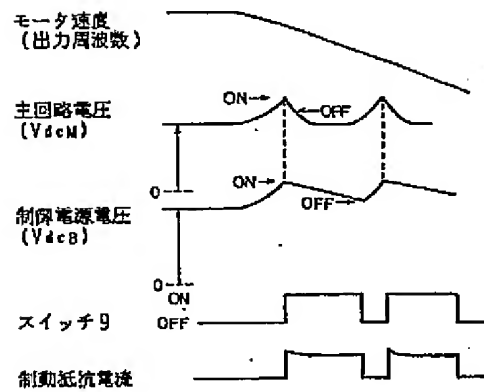 モータ速度
(出力周波数)
ON→
←OFF
主回路電圧
(VdcM)
0
ON→
OFF→
制御電源電圧
(VdcB)
0
ON
スイッチ9
OFF
制動抵抗電流